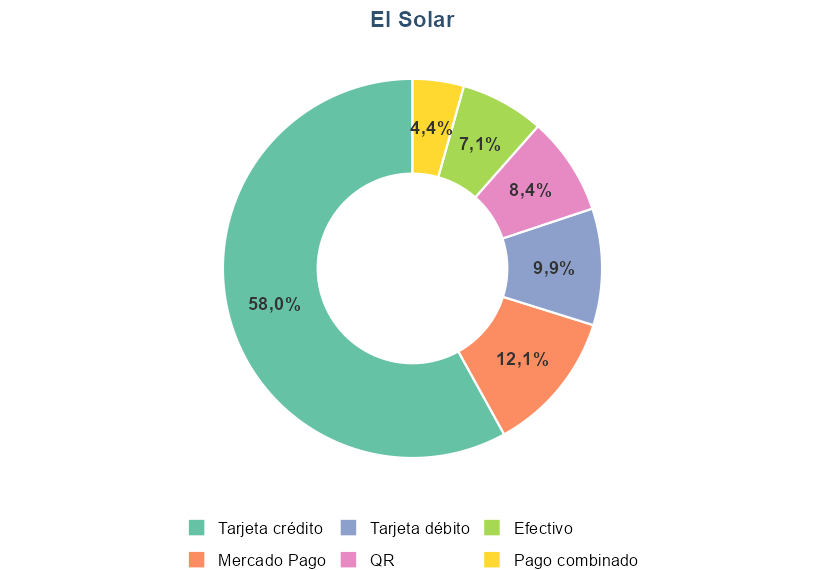 El Solar
4,4%
7,1%
8,4%
9,9%
58,0%
12,1%
Tarjeta crédito Tarjeta débito Efectivo
Mercado Pago QR Pago combinado